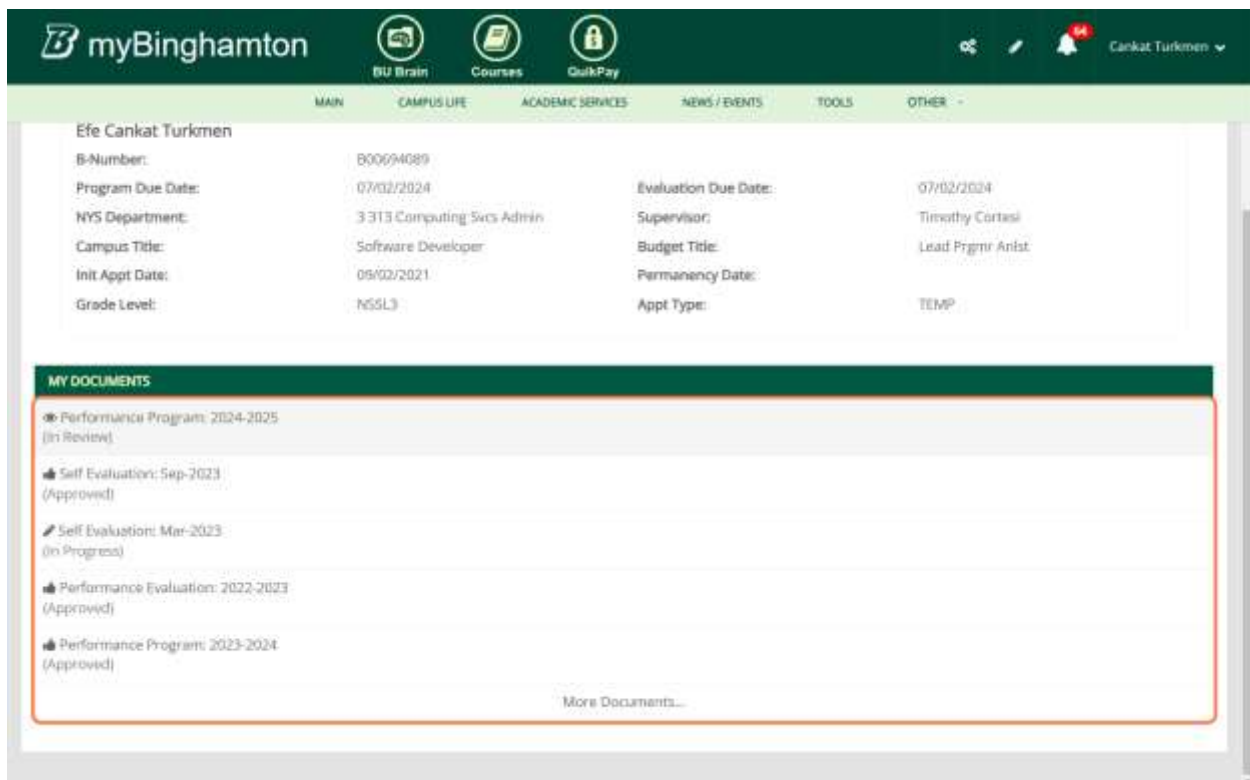 B myBinghamton
BU Brain
Courses
QuikPay
64
Cankat Turkmen
MAIN CAMPUS LIFE ACADEMIC SERVICES NEWS / EVENTS TOOLS OTHER
Efe Cankat Turkmen
B-Number: B00694089
Program Due Date: 07/02/2024 Evaluation Due Date: 07/02/2024
NYS Department: 3 313 Computing Svcs Admin Supervisor: Timothy Cortesi
Campus Title: Software Developer Budget Title: Lead Prgmr Anlst
Init Appt Date: 09/02/2021 Permanency Date:
Grade Level: NSSL3 Appt Type: TEMP
MY DOCUMENTS
Performance Program: 2024-2025
(In Review)
Self Evaluation: Sep-2023
(Approved)
Self Evaluation: Mar-2023
(In Progress)
Performance Evaluation: 2022-2023
(Approved)
Performance Program: 2023-2024
(Approved)
More Documents...